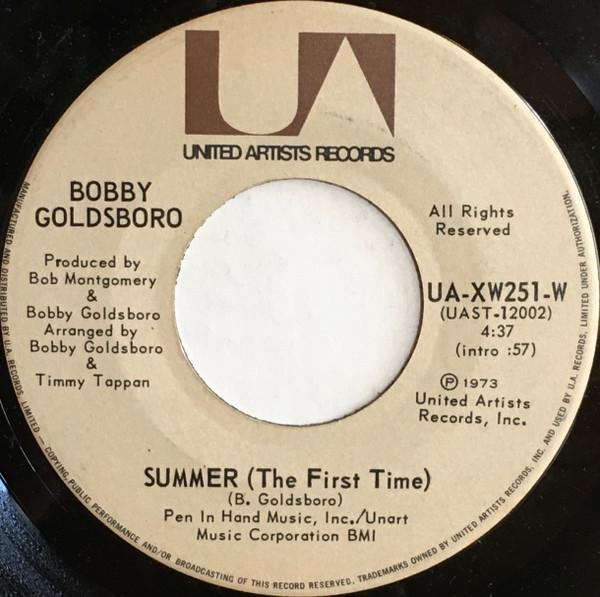 UA
UNITED ARTISTS RECORDS
BOBBY
GOLDSBORO
Produced by
Bob Montgomery
&
Bobby Goldsboro
Arranged by
Bobby Goldsboro
&
Timmy Tappan
All Rights
Reserved
UA-XW251-W
(UAST-12002)
4:37
(intro :57)
Ⓟ 1973
United Artists
Records, Inc.
SUMMER (The First Time)
(B. Goldsboro)
Pen In Hand Music, Inc./Unart
Music Corporation BMI
MANUFACTURED AND DISTRIBUTED BY U.A. RECORDS, LIMITED — COPYING, PUBLIC PERFORMANCE AND/OR BROADCASTING OF THIS RECORD RESERVED. TRADEMARKS OWNED BY UNITED ARTISTS RECORDS, INC. AND USED BY U.A. RECORDS, LIMITED UNDER AUTHORIZATION.